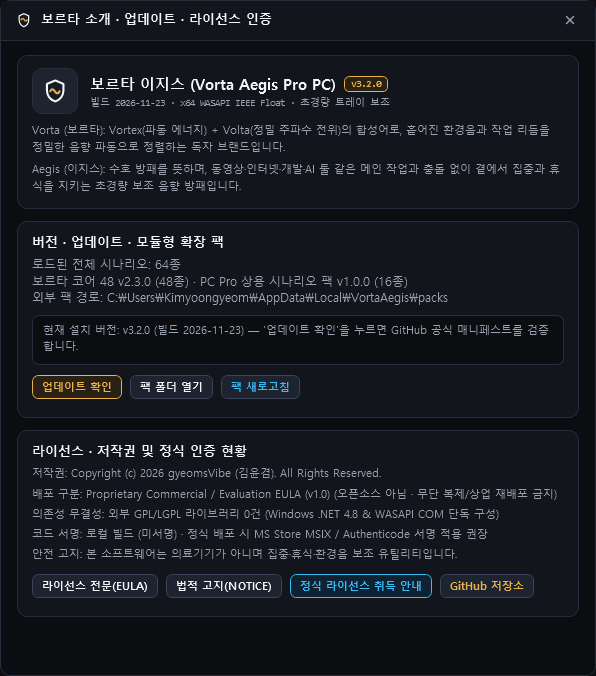 보르타 소개 · 업데이트 · 라이선스 인증
보르타 이지스 (Vorta Aegis Pro PC) v3.2.0
빌드 2026-11-23 · x64 WASAPI IEEE Float · 초경량 트레이 보조
Vorta (보르타): Vortex(파동 에너지) + Volta(정밀 주파수 전위)의 합성어로, 흩어진 환경음과 작업 리듬을
정밀한 음향 파동으로 정렬하는 독자 브랜드입니다.
Aegis (이지스): 수호 방패를 뜻하며, 동영상·인터넷·개발·AI 툴 같은 메인 작업과 충돌 없이 곁에서 집중과 휴
식을 지키는 초경량 보조 음향 방패입니다.
버전 · 업데이트 · 모듈형 확장 팩
로드된 전체 시나리오: 64종
보르타 코어 48 v2.3.0 (48종) · PC Pro 상용 시나리오 팩 v1.0.0 (16종)
외부 팩 경로: C:₩Users₩Kimyoongyeom₩AppData₩Local₩VortaAegis₩packs
현재 설치 버전: v3.2.0 (빌드 2026-11-23) — '업데이트 확인'을 누르면 GitHub 공식 매니페스트를 검증
합니다.
업데이트 확인 팩 폴더 열기 팩 새로고침
라이선스 · 저작권 및 정식 인증 현황
저작권: Copyright (c) 2026 gyeomsVibe (김윤겸). All Rights Reserved.
배포 구분: Proprietary Commercial / Evaluation EULA (v1.0) (오픈소스 아님 · 무단 복제/상업 재배포 금지)
의존성 무결성: 외부 GPL/LGPL 라이브러리 0건 (Windows .NET 4.8 & WASAPI COM 단독 구성)
코드 서명: 로컬 빌드 (미서명) · 정식 배포 시 MS Store MSIX / Authenticode 서명 적용 권장
안전 고지: 본 소프트웨어는 의료기기가 아니며 집중·휴식·환경음 보조 유틸리티입니다.
라이선스 전문(EULA) 법적 고지(NOTICE) 정식 라이선스 취득 안내 GitHub 저장소